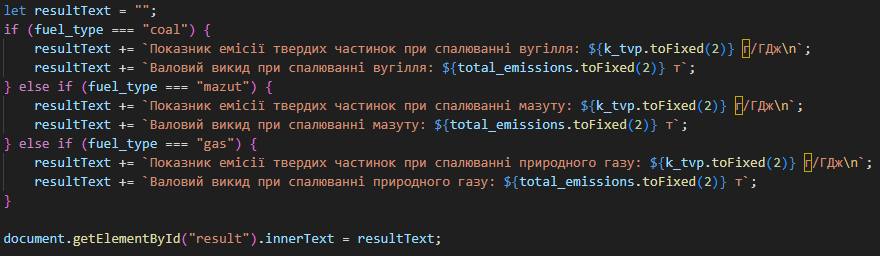 let resultText = "";
if (fuel_type === "coal") {
    resultText += `Показник емісії твердих частинок при спалюванні вугілля: ${k_tvp.toFixed(2)} г/ГДж\n`;
    resultText += `Валовий викид при спалюванні вугілля: ${total_emissions.toFixed(2)} т`;
} else if (fuel_type === "mazut") {
    resultText += `Показник емісії твердих частинок при спалюванні мазуту: ${k_tvp.toFixed(2)} г/ГДж\n`;
    resultText += `Валовий викид при спалюванні мазуту: ${total_emissions.toFixed(2)} т`;
} else if (fuel_type === "gas") {
    resultText += `Показник емісії твердих частинок при спалюванні природного газу: ${k_tvp.toFixed(2)} г/ГДж\n`;
    resultText += `Валовий викид при спалюванні природного газу: ${total_emissions.toFixed(2)} т`;
}
document.getElementById("result").innerText = resultText;